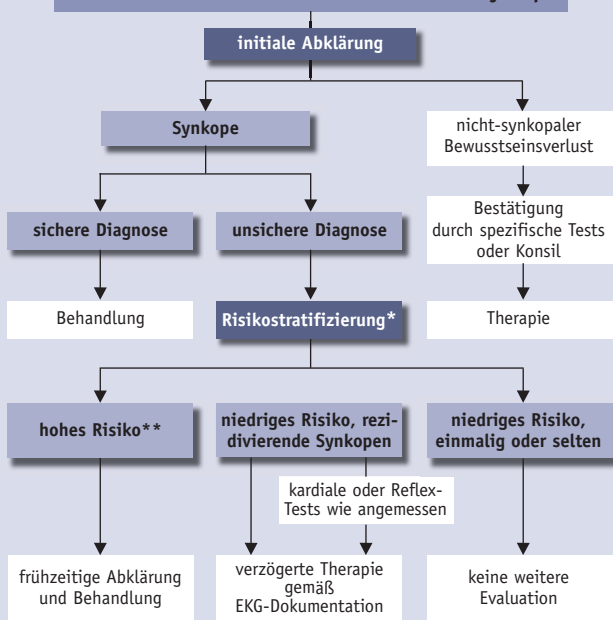 initiale Abklärung
Synkope
nicht-synkopaler
Bewusstseinsverlust
sichere Diagnose
unsichere Diagnose
Bestätigung
durch spezifische Tests
oder Konsil
Behandlung
Risikostratifizierung*
Therapie
hohes Risiko**
niedriges Risiko, rezi-
divierende Synkopen
niedriges Risiko,
einmalig oder selten
kardiale oder Reflex-
Tests wie angemessen
frühzeitige Abklärung
und Behandlung
verzögerte Therapie
gemäß
EKG-Dokumentation
keine weitere
Evaluation